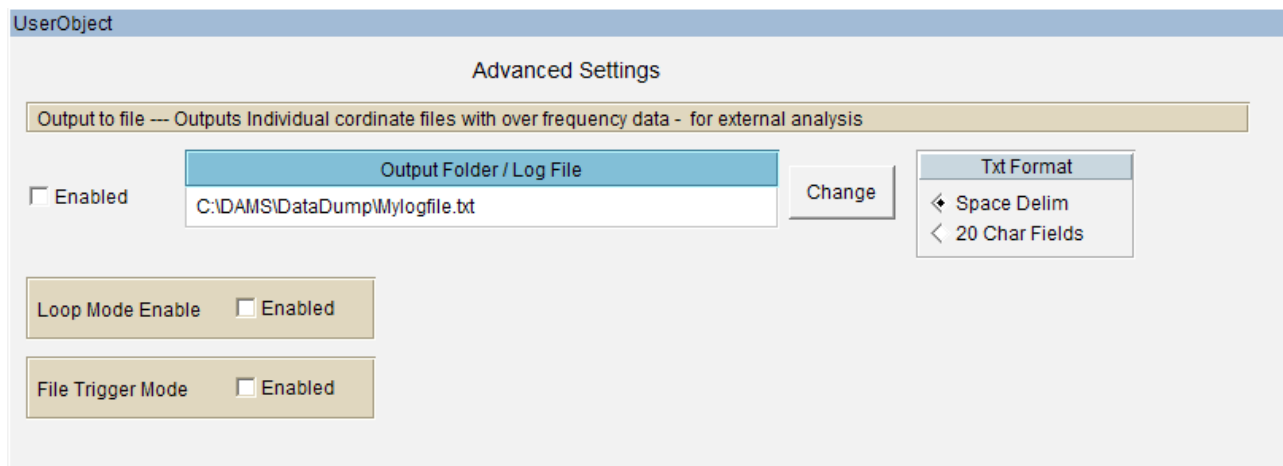 UserObject
Advanced Settings
Output to file --- Outputs Individual cordinate files with over frequency data - for external analysis
Enabled
Output Folder / Log File
C:\DAMS\DataDump\Mylogfile.txt
Change
Txt Format
Space Delim
20 Char Fields
Loop Mode Enable Enabled
File Trigger Mode Enabled